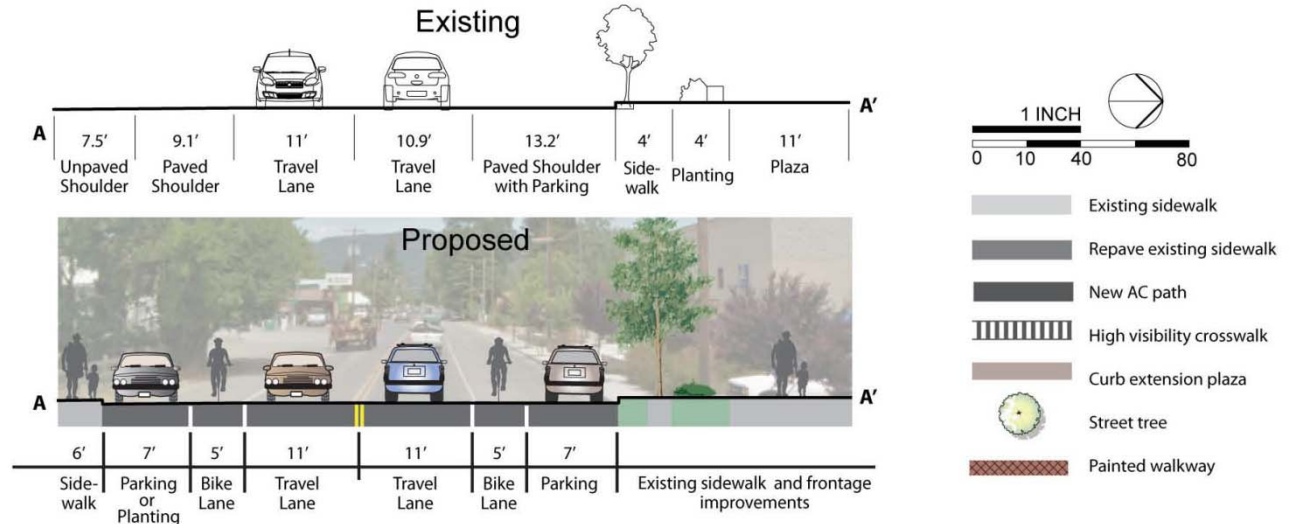 Existing
A
A'
7.5' 9.1' 11' 10.9' 13.2' 4' 4' 11'
Unpaved Shoulder
Paved Shoulder
Travel Lane
Travel Lane
Paved Shoulder with Parking
Side-walk
Planting
Plaza
Proposed
A
A'
6' 7' 5' 11' 11' 5' 7'
Side-walk
Parking or Planting
Bike Lane
Travel Lane
Travel Lane
Bike Lane
Parking
Existing sidewalk and frontage improvements
1 INCH
0 10 20 40 80
Existing sidewalk
Repave existing sidewalk
New AC path
High visibility crosswalk
Curb extension plaza
Street tree
Painted walkway